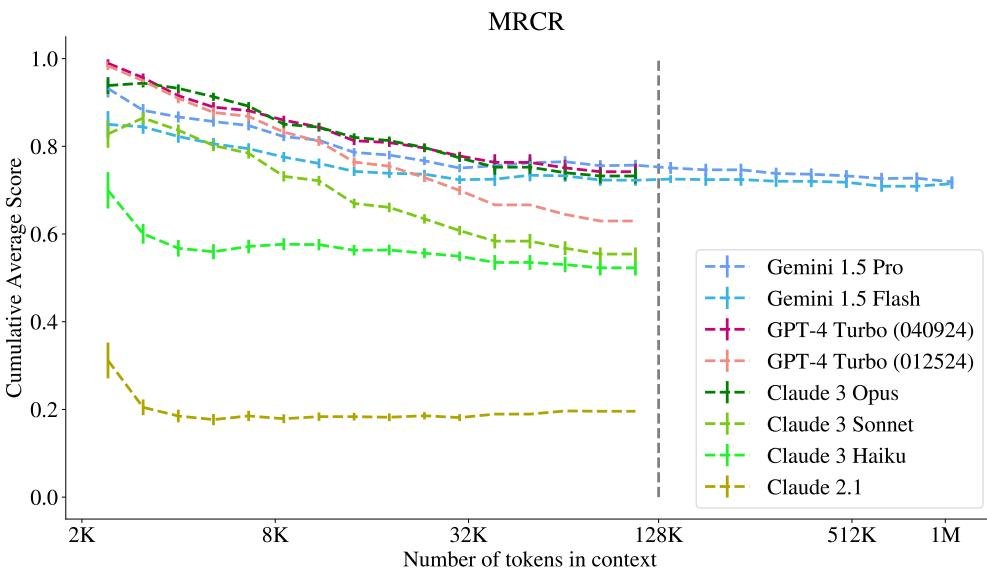 MRCR
1.0
0.8
0.6
0.4
0.2
0.0
Cumulative Average Score
2K
8K
32K
128K
512K
1M
Number of tokens in context
Gemini 1.5 Pro
Gemini 1.5 Flash
GPT-4 Turbo (040924)
GPT-4 Turbo (012524)
Claude 3 Opus
Claude 3 Sonnet
Claude 3 Haiku
Claude 2.1